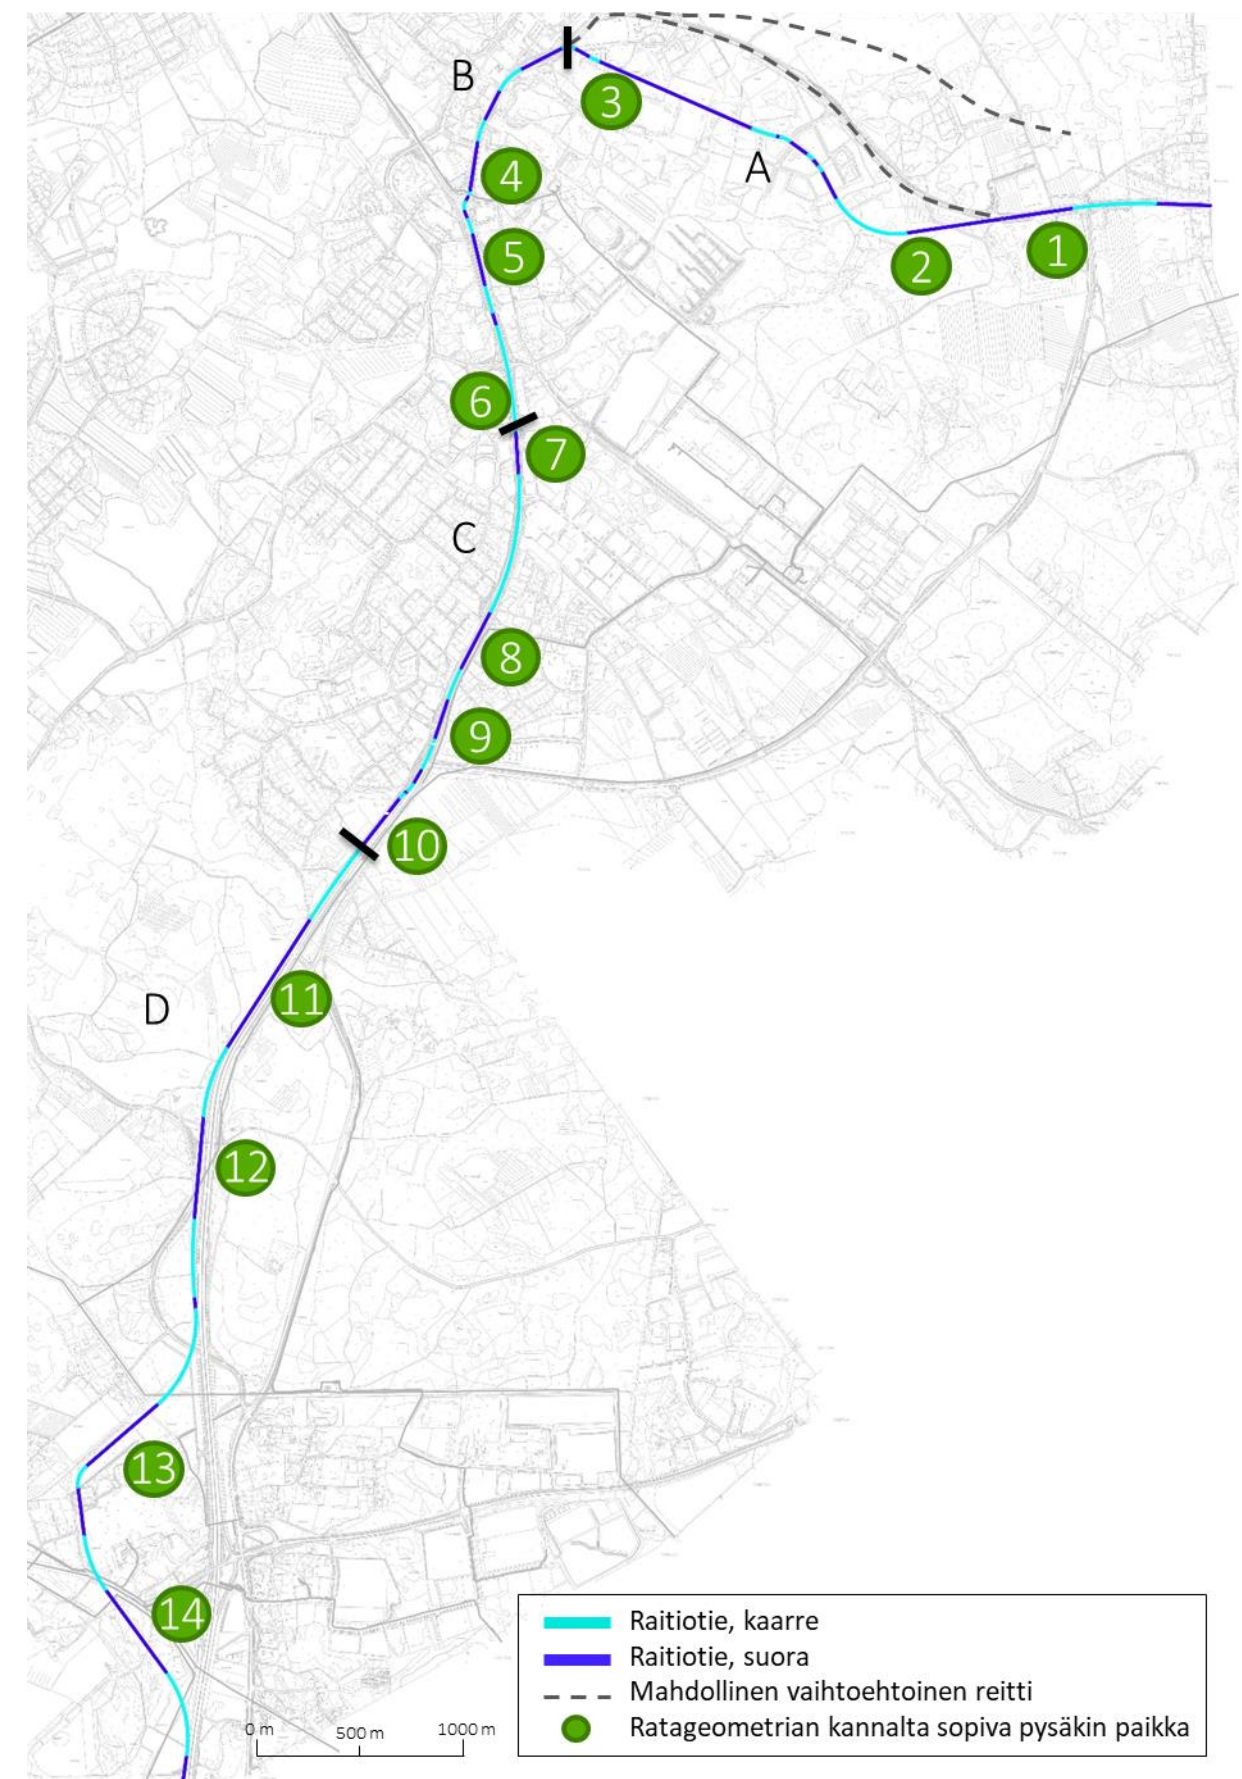 B
3
4
A
5
2
1
6
7
C
8
9
10
D
11
12
13
14
Raitiotie, kaarre
Raitiotie, suora
Mahdollinen vaihtoehtoinen reitti
Ratageometrian kannalta sopiva pysäkin paikka
0 m 500 m 1000 m